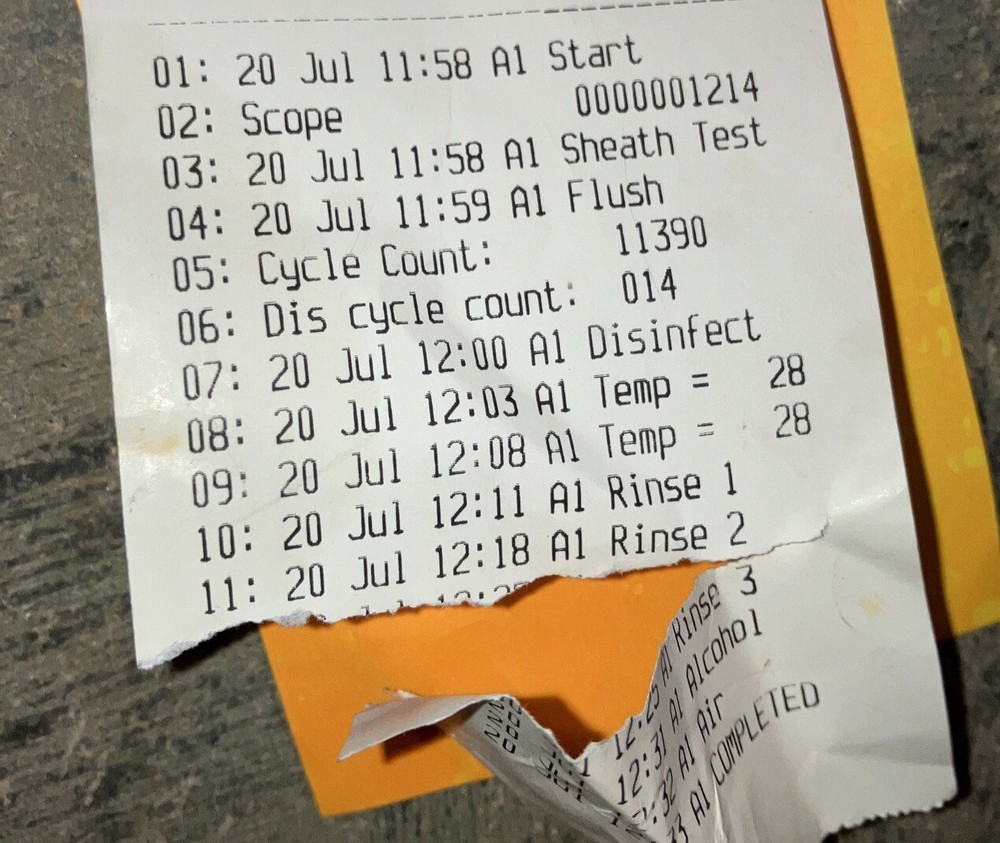 01: 20 Jul 11:58 A1 Start
02: Scope 0000001214
03: 20 Jul 11:58 A1 Sheath Test
04: 20 Jul 11:59 A1 Flush
05: Cycle Count: 11390
06: Dis cycle count: 014
07: 20 Jul 12:00 A1 Disinfect
08: 20 Jul 12:03 A1 Temp = 28
09: 20 Jul 12:08 A1 Temp = 28
10: 20 Jul 12:11 A1 Rinse 1
11: 20 Jul 12:18 A1 Rinse 2
12:25 A1 Rinse 3
12:31 A1 Alcohol
A1 Air
A1 COMPLETED